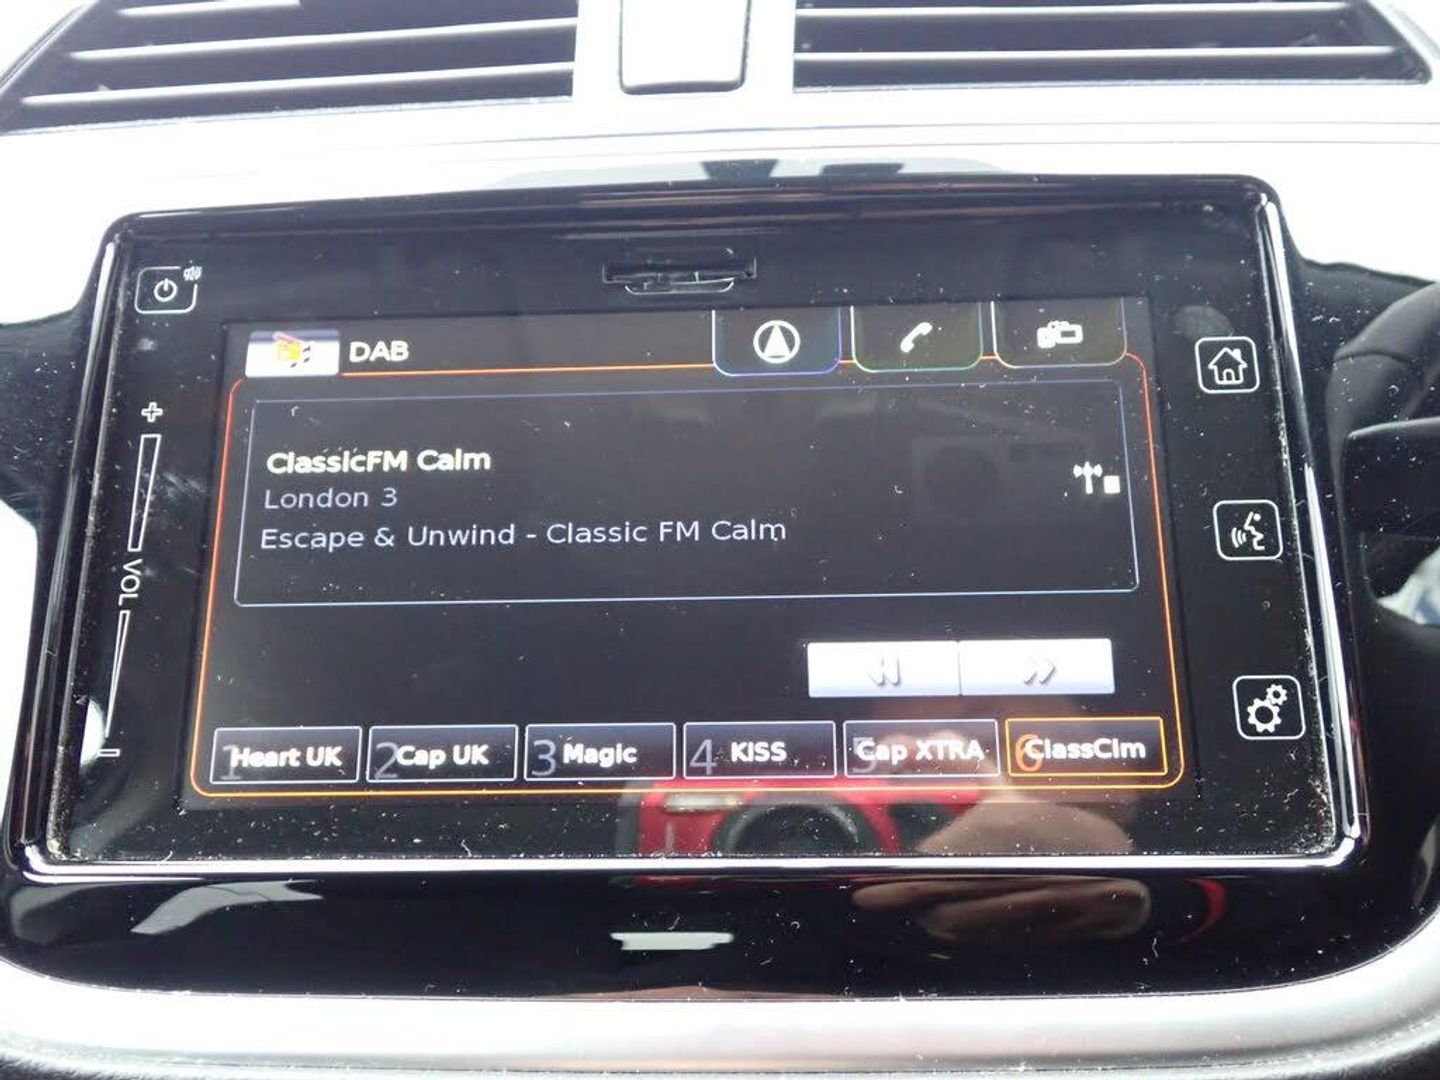 DAB
+
ClassicFM Calm
London 3
Escape & Unwind - Classic FM Calm
VOL
1 Heart UK
2 Cap UK
3 Magic
4 KISS
5 Cap XTRA
6 ClassClm